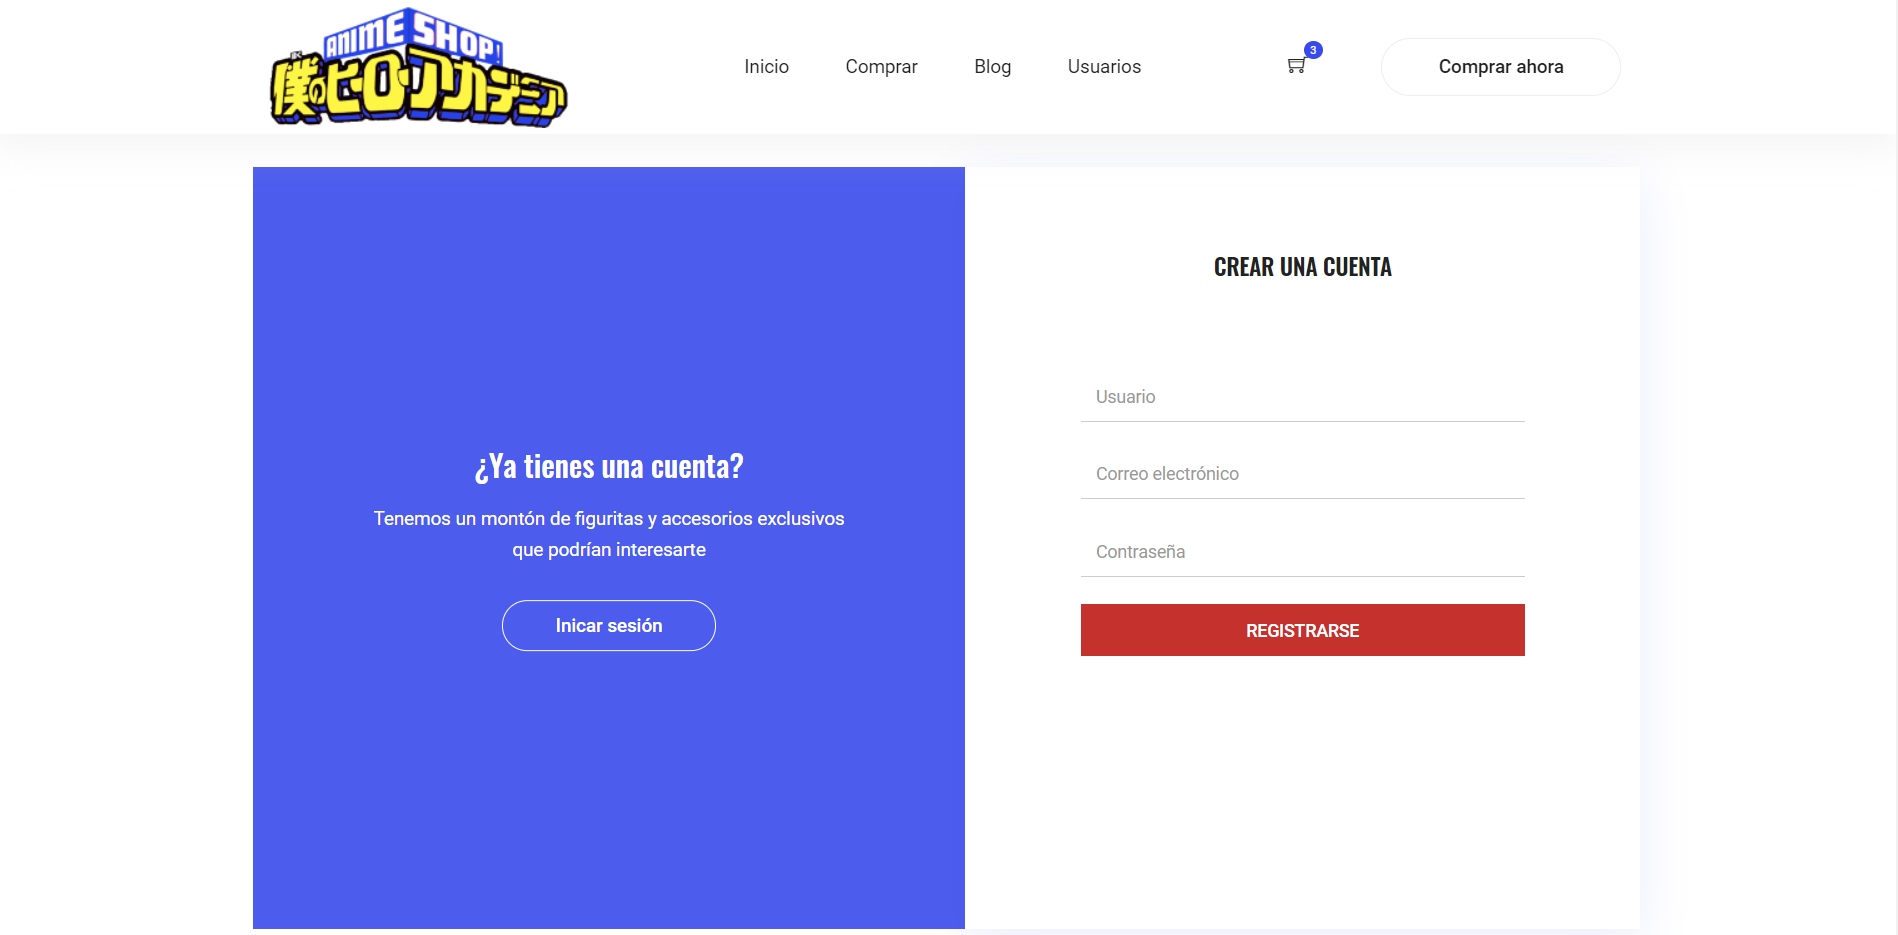 ANIME SHOP!
僕のヒーローアカデミア
Inicio
Comprar
Blog
Usuarios
3
Comprar ahora
¿Ya tienes una cuenta?
Tenemos un montón de figuritas y accesorios exclusivos
que podrían interesarte
Inicar sesión
CREAR UNA CUENTA
Usuario
Correo electrónico
Contraseña
REGISTRARSE